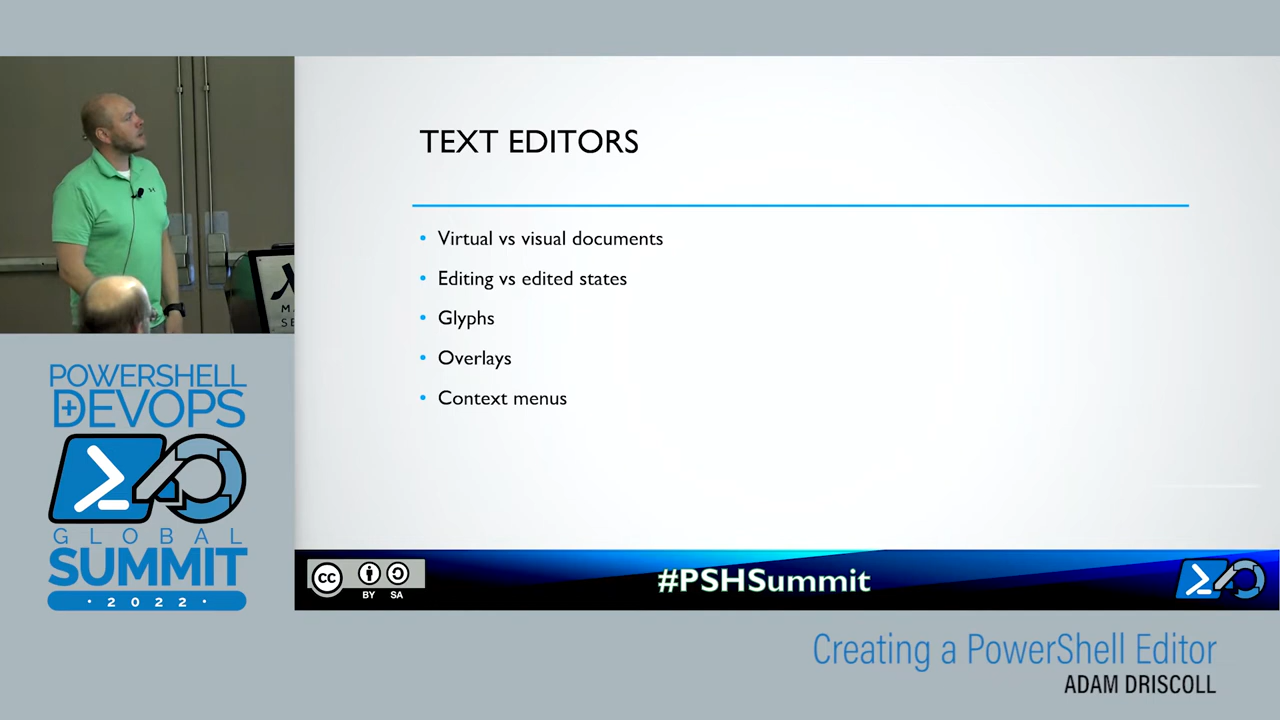 TEXT EDITORS
• Virtual vs visual documents
• Editing vs edited states
• Glyphs
• Overlays
• Context menus
POWERSHELL
+DEVOPS
GLOBAL
SUMMIT
· 2022 ·
CC BY SA
#PSHSummit
Creating a PowerShell Editor
ADAM DRISCOLL